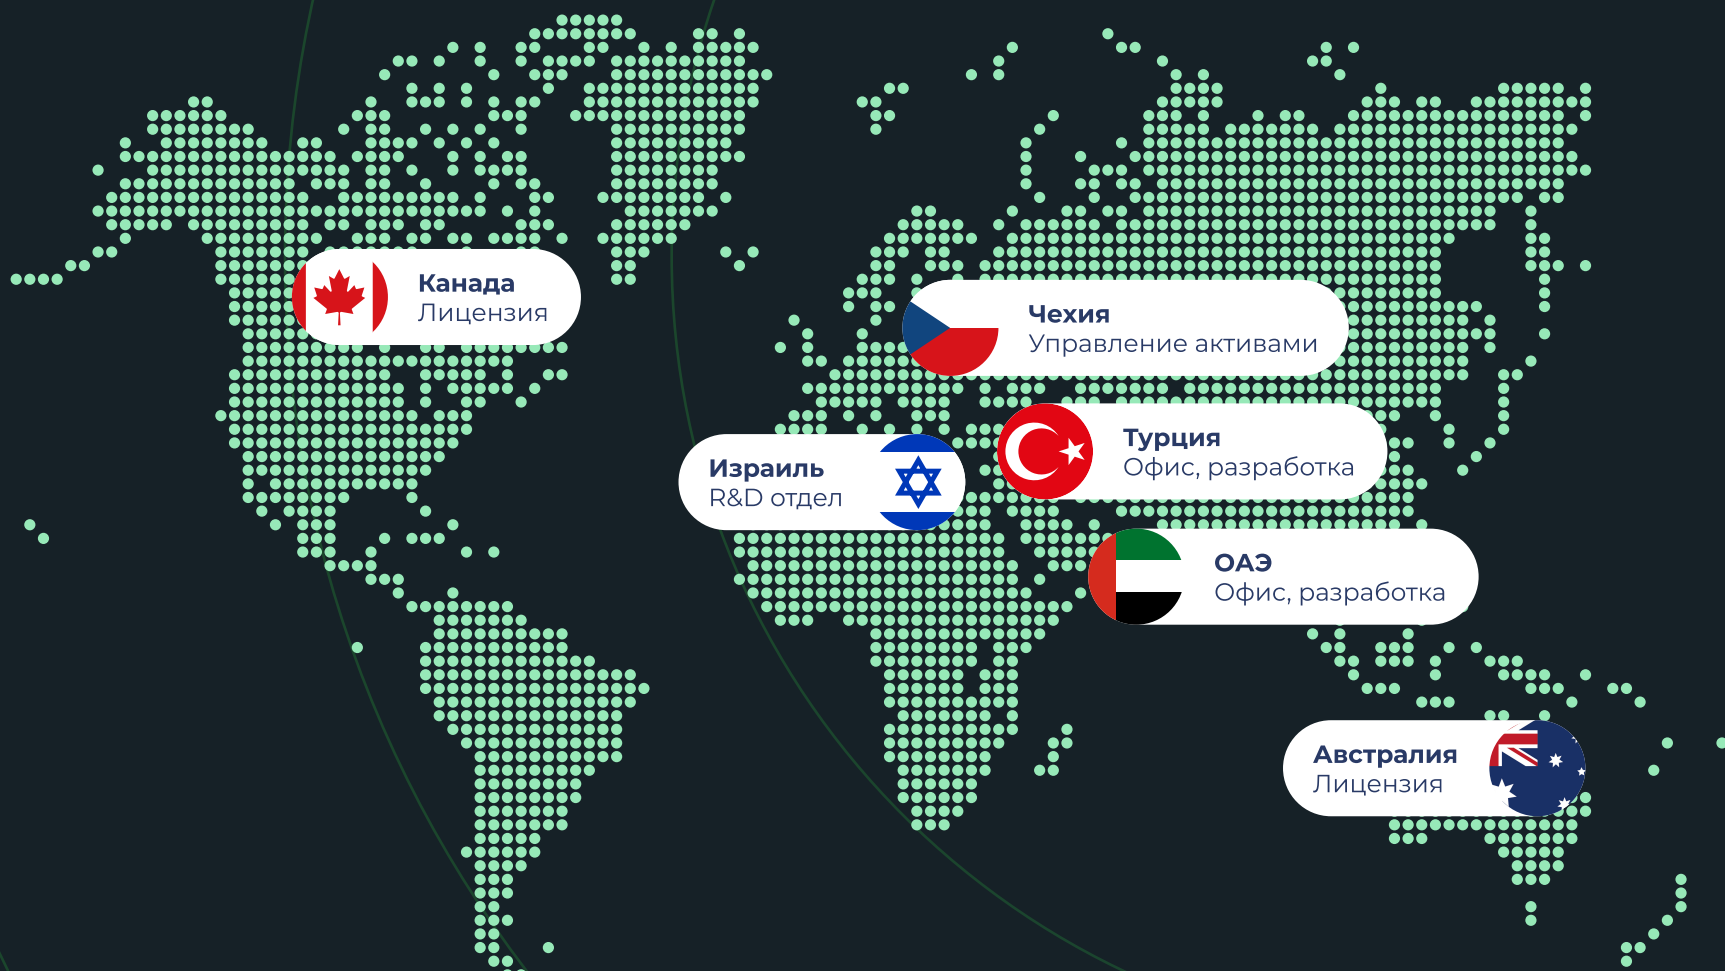 Канада
Лицензия
Чехия
Управление активами
Турция
Офис, разработка
Израиль
R&D отдел
ОАЭ
Офис, разработка
Австралия
Лицензия